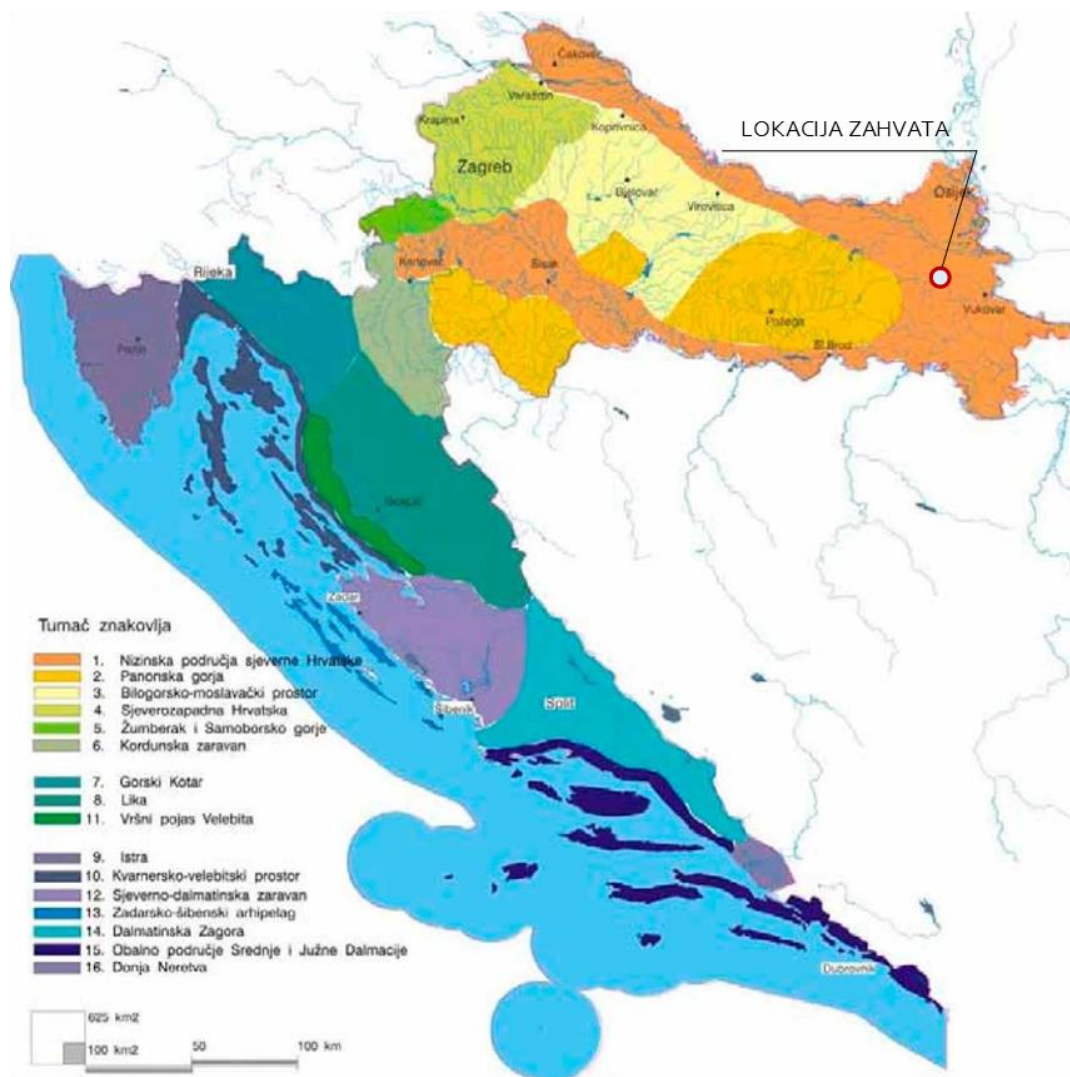 Čakovec
Varaždin
Krapina
Koprivnica
LOKACIJA ZAHVATA
Zagreb
Bjelovar
Virovitica
Osijek
Karlovac
Sisak
Rijeka
Vukovar
Požega
Sl.Brod
Pazin
Gospić
Zadar
Šibenik
Split
Dubrovnik
Tumač znakovlja
1. Nizinska područja sjeverne Hrvatske
2. Panonska gorja
3. Bilogorsko-moslavački prostor
4. Sjeverozapadna Hrvatska
5. Žumberak i Samoborsko gorje
6. Kordunska zaravan
7. Gorski Kotar
8. Lika
11. Vršni pojas Velebita
9. Istra
10. Kvarnersko-velebitski prostor
12. Sjeverno-dalmatinska zaravan
13. Zadarsko-šibenski arhipelag
14. Dalmatinska Zagora
15. Obalno područje Srednje i Južne Dalmacije
16. Donja Neretva
625 km2
100 km2
50
100 km